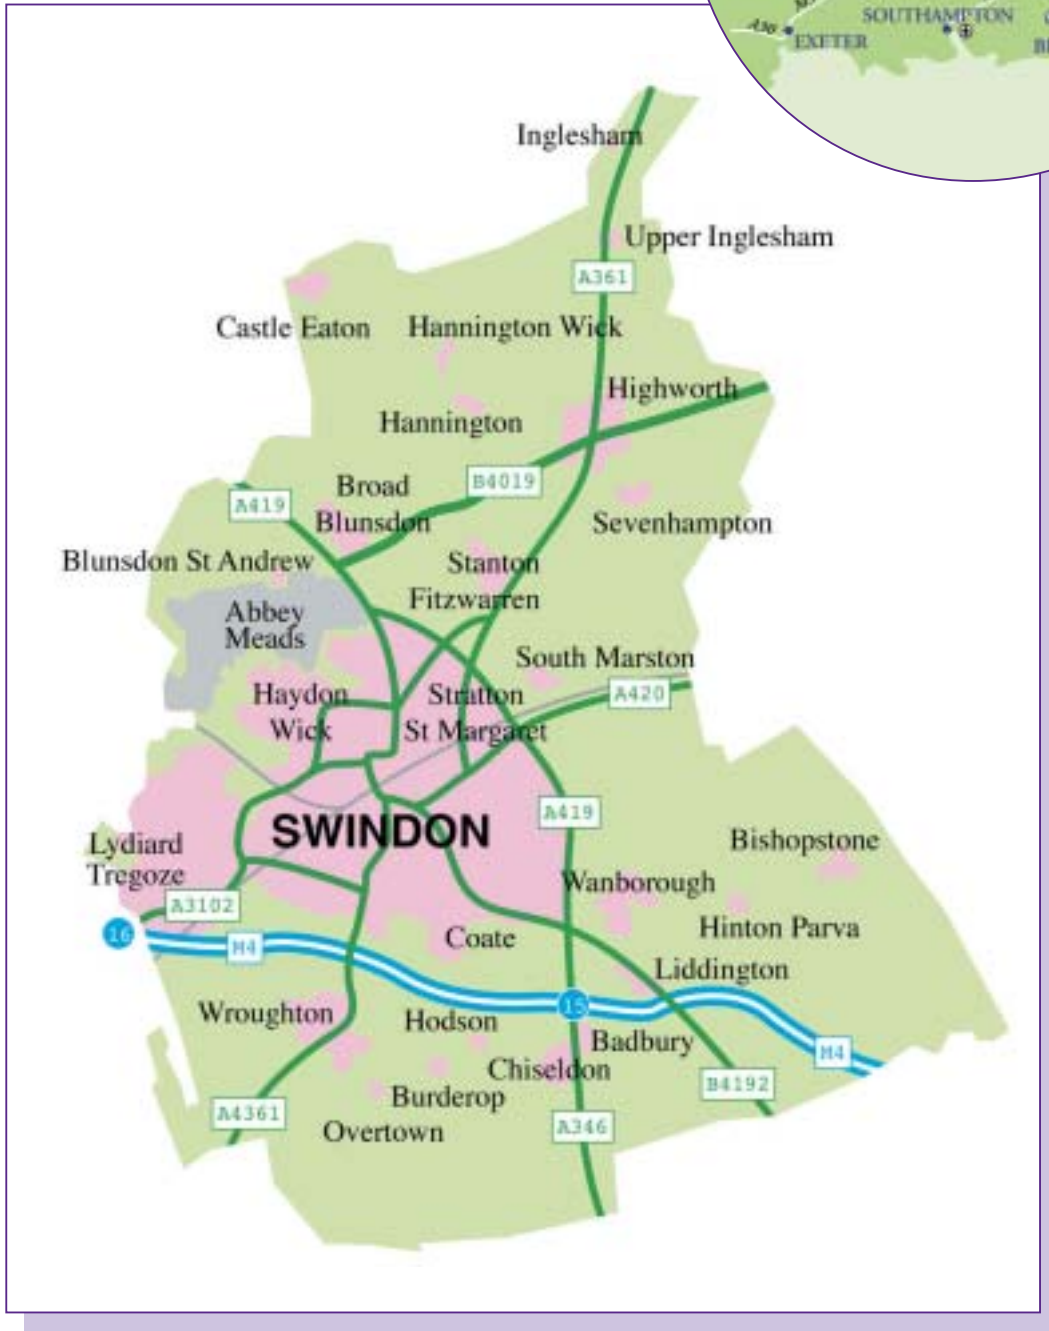 SOUTHAMPTON
A30
EXETER
Inglesham
Upper Inglesham
A361
Castle Eaton
Hannington Wick
Highworth
Hannington
B4019
Broad
Blunsdon
A419
Sevenhampton
Blunsdon St Andrew
Stanton
Fitzwarren
Abbey
Meads
South Marston
A420
Haydon
Wick
Stratton
St Margaret
A419
SWINDON
Lydiard
Tregoze
Bishopstone
Wanborough
A3102
Hinton Parva
16
M4
Coate
Liddington
15
Wroughton
Hodson
Badbury
M4
Chiseldon
B4192
Burderop
A4361
Overtown
A346